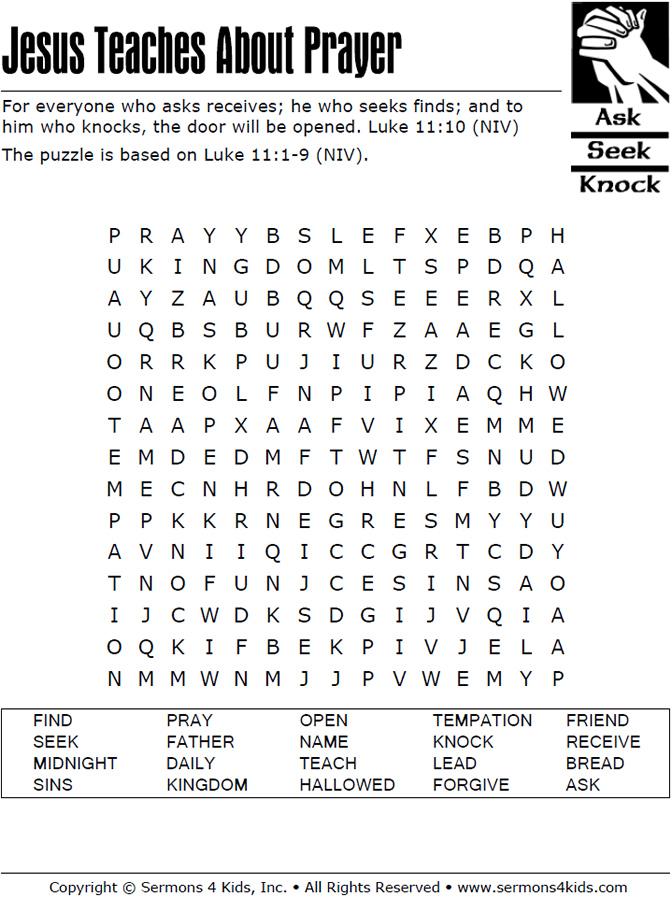 Jesus Teaches About Prayer
For everyone who asks receives; he who seeks finds; and to
him who knocks, the door will be opened. Luke 11:10 (NIV)
The puzzle is based on Luke 11:1-9 (NIV).
Ask
Seek
Knock
P R A Y Y B S L E F X E B P H
U K I N G D O M L T S P D Q A
A Y Z A U B Q Q S E E E R X L
U Q B S B U R W F Z A A E G L
O R R K P U J I U R Z D C K O
O N E O L F N P I P I A Q H W
T A A P X A A F V I X E M M E
E M D E D M F T W T F S N U D
M E C N H R D O H N L F B D W
P P K K R N E G R E S M Y Y U
A V N I I Q I C C G R T C D Y
T N O F U N J C E S I N S A O
I J C W D K S D G I J V Q I A
O Q K I F B E K P I V J E L A
N M M W N M J J P V W E M Y P
FIND PRAY OPEN TEMPATION FRIEND
SEEK FATHER NAME KNOCK RECEIVE
MIDNIGHT DAILY TEACH LEAD BREAD
SINS KINGDOM HALLOWED FORGIVE ASK
Copyright © Sermons 4 Kids, Inc. • All Rights Reserved • www.sermons4kids.com